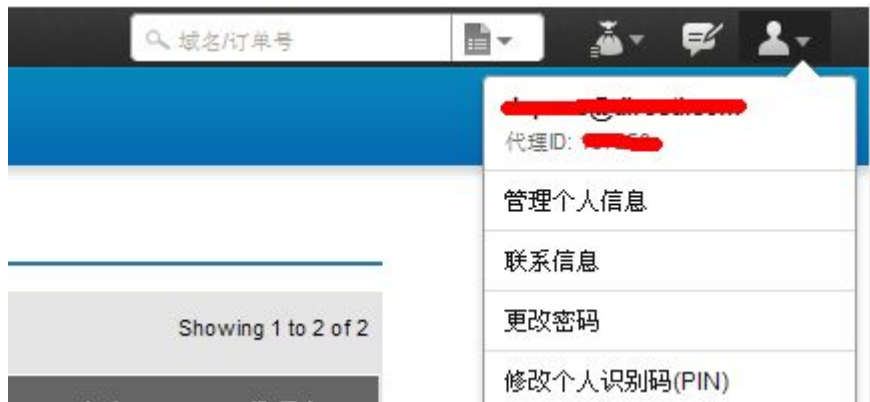 域名/订单号
代理ID:
管理个人信息
联系信息
更改密码
Showing 1 to 2 of 2
修改个人识别码(PIN)